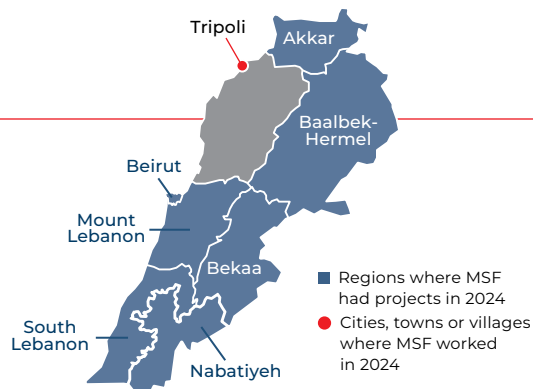 Tripoli
Akkar
Baalbek-
Hermel
Beirut
Mount
Lebanon
Bekaa
South
Lebanon
Nabatiyeh
Regions where MSF
had projects in 2024
Cities, towns or villages
where MSF worked
in 2024